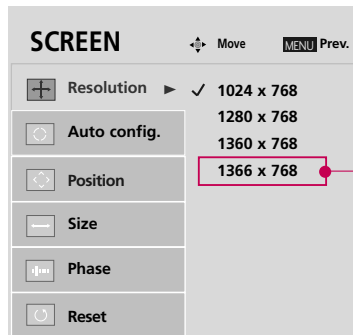 SCREEN
Move
MENU Prev.
Resolution
Auto config.
Position
Size
Phase
Reset
1024 x 768
1280 x 768
1360 x 768
1366 x 768